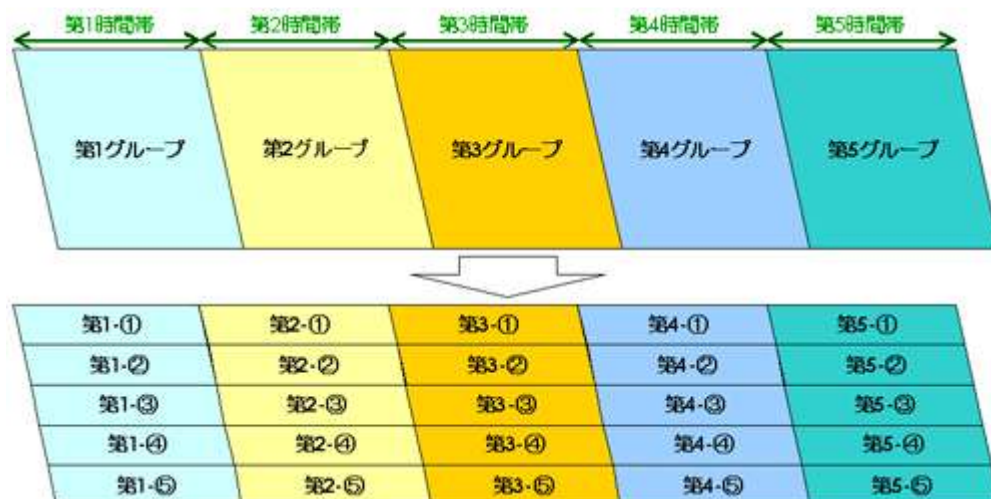 第1時間帯 第2時間帯 第3時間帯 第4時間帯 第5時間帯
第1グループ 第2グループ 第3グループ 第4グループ 第5グループ
第1-① 第2-① 第3-① 第4-① 第5-①
第1-② 第2-② 第3-② 第4-② 第5-②
第1-③ 第2-③ 第3-③ 第4-③ 第5-③
第1-④ 第2-④ 第3-④ 第4-④ 第5-④
第1-⑤ 第2-⑤ 第3-⑤ 第4-⑤ 第5-⑤